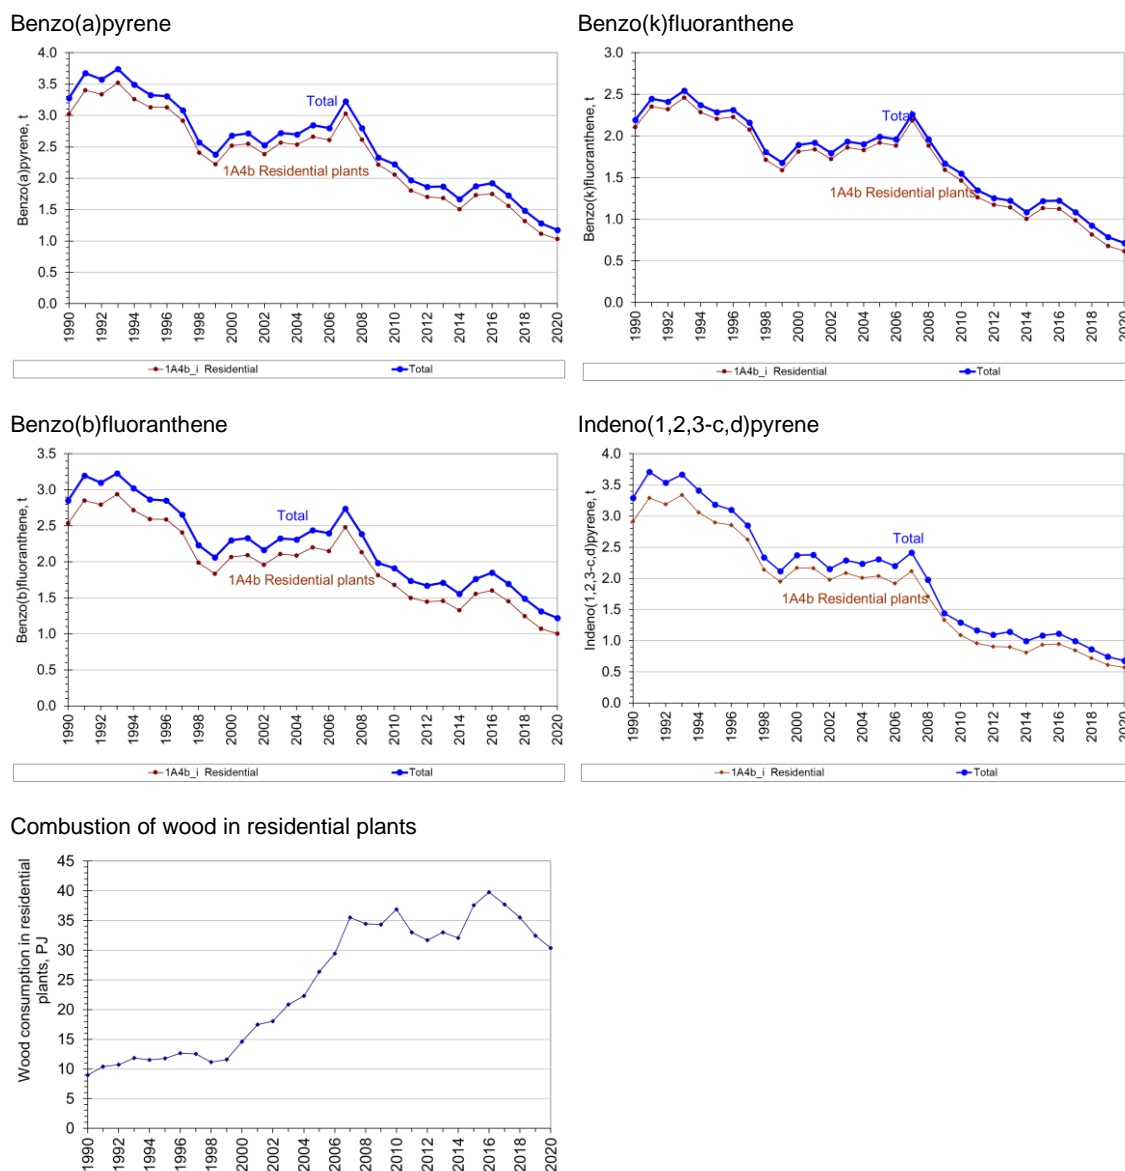 Benzo(a)pyrene
Benzo(a)pyrene, t
4.0
3.5
3.0
2.5
2.0
1.5
1.0
0.5
0.0
Total
1A4b Residential plants
1990 1992 1994 1996 1998 2000 2002 2004 2006 2008 2010 2012 2014 2016 2018 2020
1A4b_i Residential Total
Benzo(k)fluoranthene
Benzo(k)fluoranthene, t
3.0
2.5
2.0
1.5
1.0
0.5
0.0
Total
1A4b Residential plants
1990 1992 1994 1996 1998 2000 2002 2004 2006 2008 2010 2012 2014 2016 2018 2020
1A4b_i Residential Total
Benzo(b)fluoranthene
Benzo(b)fluoranthene, t
3.5
3.0
2.5
2.0
1.5
1.0
0.5
0.0
Total
1A4b Residential plants
1990 1992 1994 1996 1998 2000 2002 2004 2006 2008 2010 2012 2014 2016 2018 2020
1A4b_i Residential Total
Indeno(1,2,3-c,d)pyrene
Indeno(1,2,3-c,d)pyrene, t
4.0
3.5
3.0
2.5
2.0
1.5
1.0
0.5
0.0
Total
1A4b Residential plants
1990 1992 1994 1996 1998 2000 2002 2004 2006 2008 2010 2012 2014 2016 2018 2020
1A4b_i Residential Total
Combustion of wood in residential plants
Wood consumption in residential
plants, PJ
45
40
35
30
25
20
15
10
5
0
1990 1992 1994 1996 1998 2000 2002 2004 2006 2008 2010 2012 2014 2016 2018 2020